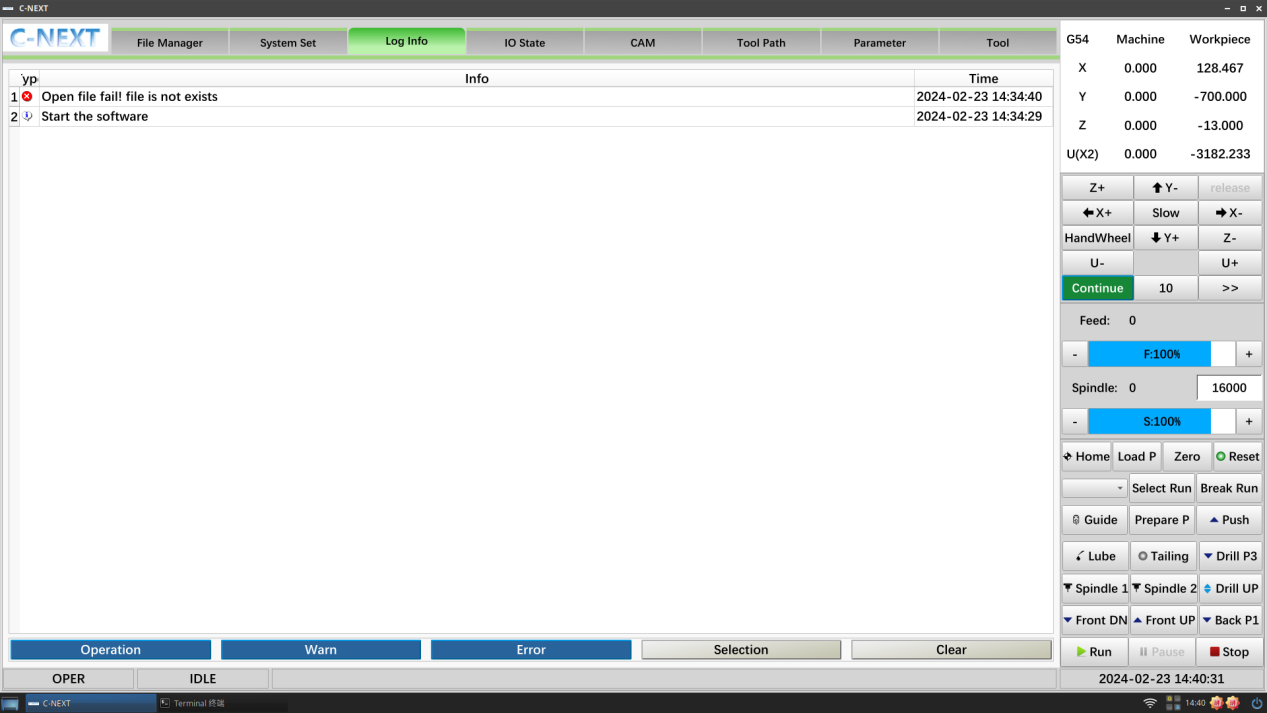 C-NEXT
C-NEXT
File Manager System Set Log Info IO State CAM Tool Path Parameter Tool
Typ Info Time
1 Open file fail! file is not exists 2024-02-23 14:34:40
2 Start the software 2024-02-23 14:34:29
Operation Warn Error Selection Clear
OPER IDLE
G54 Machine Workpiece
X 0.000 128.467
Y 0.000 -700.000
Z 0.000 -13.000
U(X2) 0.000 -3182.233
Z+ Y- release
X+ Slow X-
HandWheel Y+ Z-
U- U+
Continue 10 >>
Feed: 0
- F:100% +
Spindle: 0 16000
- S:100% +
Home Load P Zero Reset
Select Run Break Run
Guide Prepare P Push
Lube Tailing Drill P3
Spindle 1 Spindle 2 Drill UP
Front DN Front UP Back P1
Run Pause Stop
2024-02-23 14:40:31
C-NEXT Terminal 终端 14:40